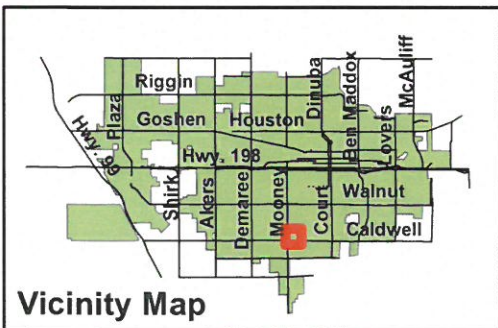 Riggin
Plaza
Goshen
Houston
Dinuba
Ben Maddox
Lovers
McAuliff
Hwy. 99
Hwy. 198
Shirk
Akers
Demaree
Mooney
Court
Walnut
Caldwell
Vicinity Map